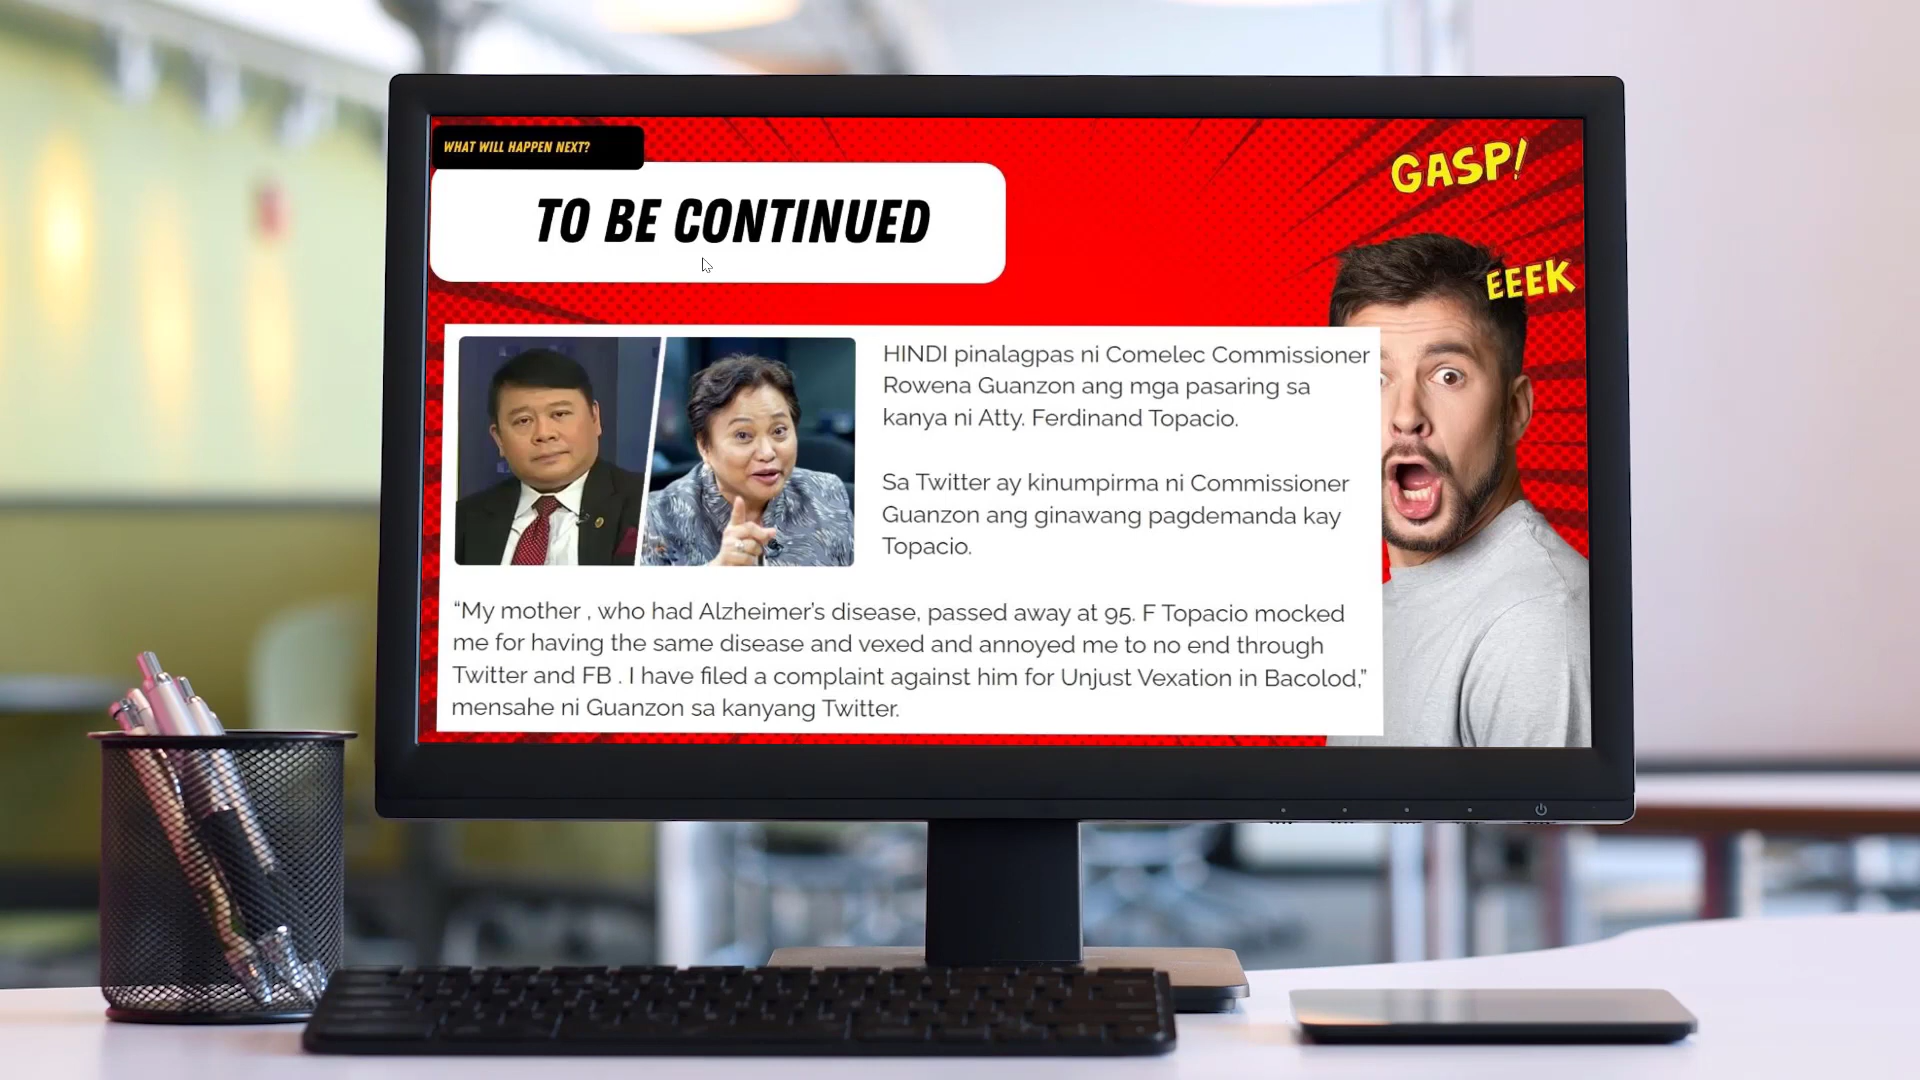 WHAT WILL HAPPEN NEXT?
TO BE CONTINUED
GASP!
EEEK
HINDI pinalagpas ni Comelec Commissioner
Rowena Guanzon ang mga pasaring sa
kanya ni Atty. Ferdinand Topacio.
Sa Twitter ay kinumpirma ni Commissioner
Guanzon ang ginawang pagdemanda kay
Topacio.
“My mother , who had Alzheimer’s disease, passed away at 95. F Topacio mocked
me for having the same disease and vexed and annoyed me to no end through
Twitter and FB . I have filed a complaint against him for Unjust Vexation in Bacolod,”
mensahe ni Guanzon sa kanyang Twitter.